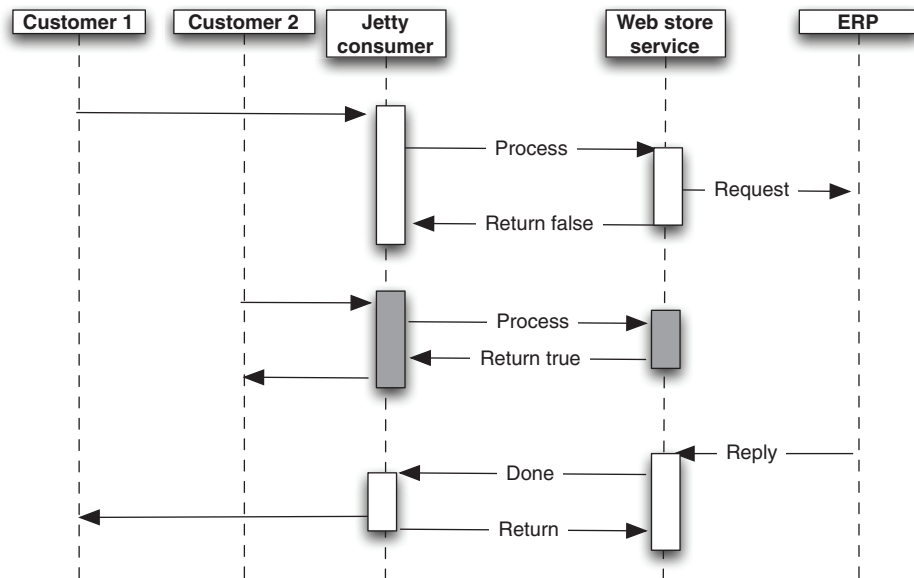 Customer 1
Customer 2
Jetty
consumer
Web store
service
ERP
Process
Request
Return false
Process
Return true
Reply
Done
Return